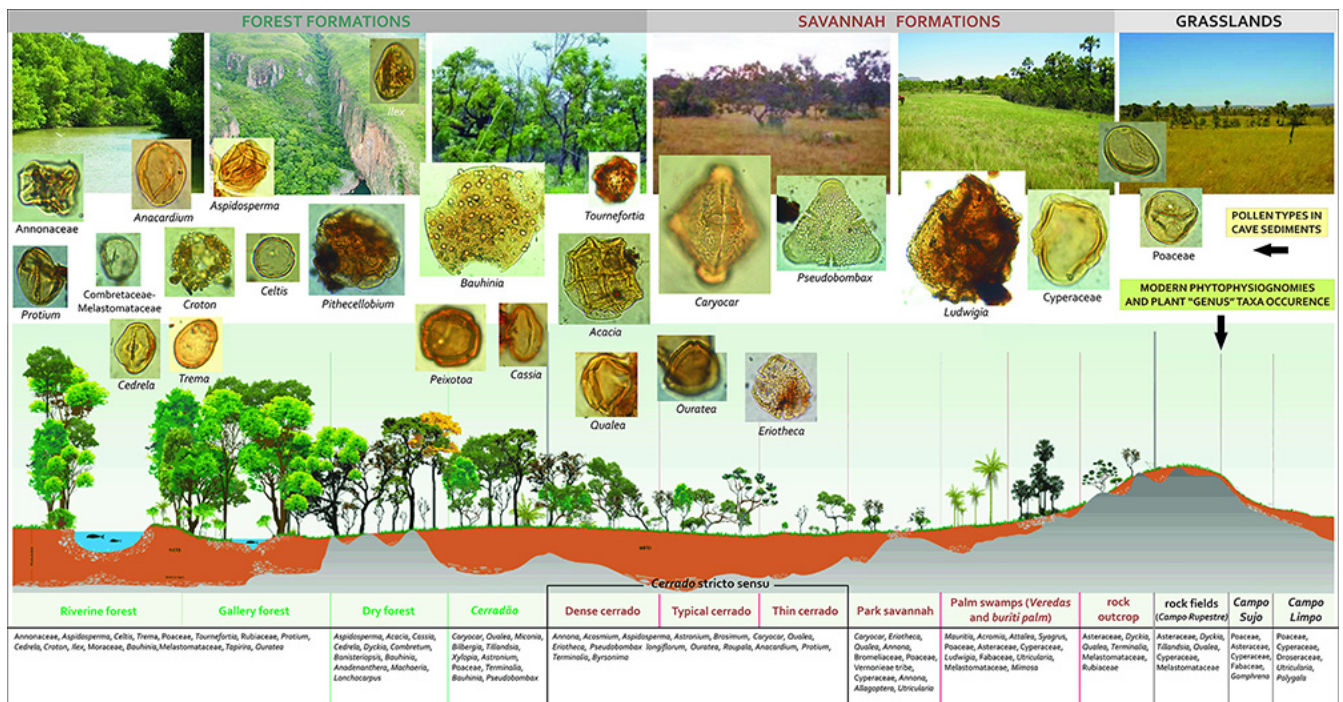 FOREST FORMATIONS
SAVANNAH FORMATIONS
GRASSLANDS
Ilex
Annonaceae
Anacardium
Aspidosperma
Tournefortia
Protium
Combretaceae-
Melastomataceae
Croton
Celtis
Pithecellobium
Bauhinia
Acacia
Caryocar
Pseudobombax
Ludwigia
Cyperaceae
Poaceae
POLLEN TYPES IN
CAVE SEDIMENTS
MODERN PHYTOPHYSIOGNOMIES
AND PLANT "GENUS" TAXA OCCURENCE
Cedrela
Trema
Peixotoa
Cassia
Qualea
Ouratea
Eriotheca
Cerrado stricto sensu
Riverine forest
Gallery forest
Dry forest
Cerradão
Dense cerrado
Typical cerrado
Thin cerrado
Park savannah
Palm swamps (Veredas
and buriti palm)
rock
outcrop
rock fields
(Campo Rupestre)
Campo
Sujo
Campo
Limpo
Annonaceae, Aspidosperma, Celtis, Trema, Poaceae, Tournefortia, Rubiaceae, Protium,
Cedrela, Croton, Ilex, Moraceae, Bauhinia, Melastomataceae, Tapirira, Ouratea
Aspidosperma, Acacia, Cassia,
Cedrela, Dyckia, Combretum,
Banisteriopsis, Bauhinia,
Anadenanthera, Machaeria,
Lonchocarpus
Caryocar, Qualea, Miconia,
Bilbergia, Tillandsia,
Xylopia, Astronium,
Poaceae, Terminalia,
Bauhinia, Pseudobombax
Annona, Acosmium, Aspidosperma, Astronium, Brosimum, Caryocar, Qualea,
Eriotheca, Pseudobombax longiflorum, Ouratea, Roupala, Anacardium, Protium,
Terminalia, Byrsonima
Caryocar, Eriotheca,
Qualea, Annona,
Bromeliaceae, Poaceae,
Vernonieae tribe,
Cyperaceae, Annona,
Allagoptera, Utricularia
Mauritia, Acromis, Attalea, Syagrus,
Poaceae, Asteraceae, Cyperaceae,
Ludwigia, Fabaceae, Utricularia,
Melastomataceae, Mimosa
Asteraceae, Dyckia,
Qualea, Terminalia,
Melastomataceae,
Rubiaceae
Asteraceae, Dyckia,
Tillandsia, Qualea,
Cyperaceae,
Melastomataceae
Poaceae,
Asteraceae,
Cyperaceae,
Fabaceae,
Gomphrena
Poaceae,
Cyperaceae,
Droseraceae,
Utricularia,
Polygala